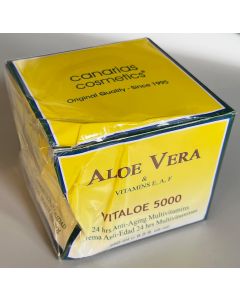 canarias
cosmetics®
Original Quality - Since 1995
ALOE VERA
&
VITAMINS E, A, F
VITALOE 5000
24 hrs Anti-Aging Multivitamins
rema Anti-Edad 24 hrs Multivitaminas